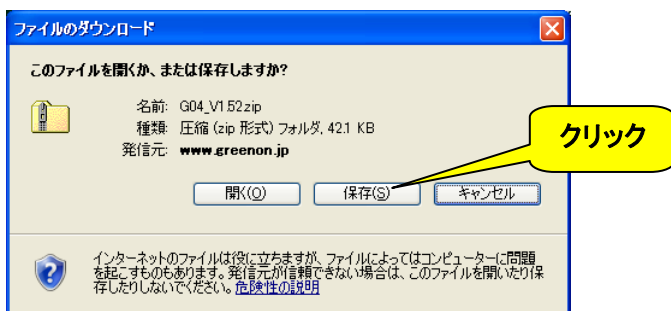 ファイルのダウンロード
このファイルを開くか、または保存しますか?
名前: G04_V1.52.zip
種類: 圧縮 (zip 形式) フォルダ, 42.1 KB
発信元: www.greenon.jp
クリック
開く(O) 保存(S) キャンセル
インターネットのファイルは役に立ちますが、ファイルによってはコンピューターに問題
を起こすものもあります。発信元が信頼できない場合は、このファイルを開いたり保
存したりしないでください。危険性の説明